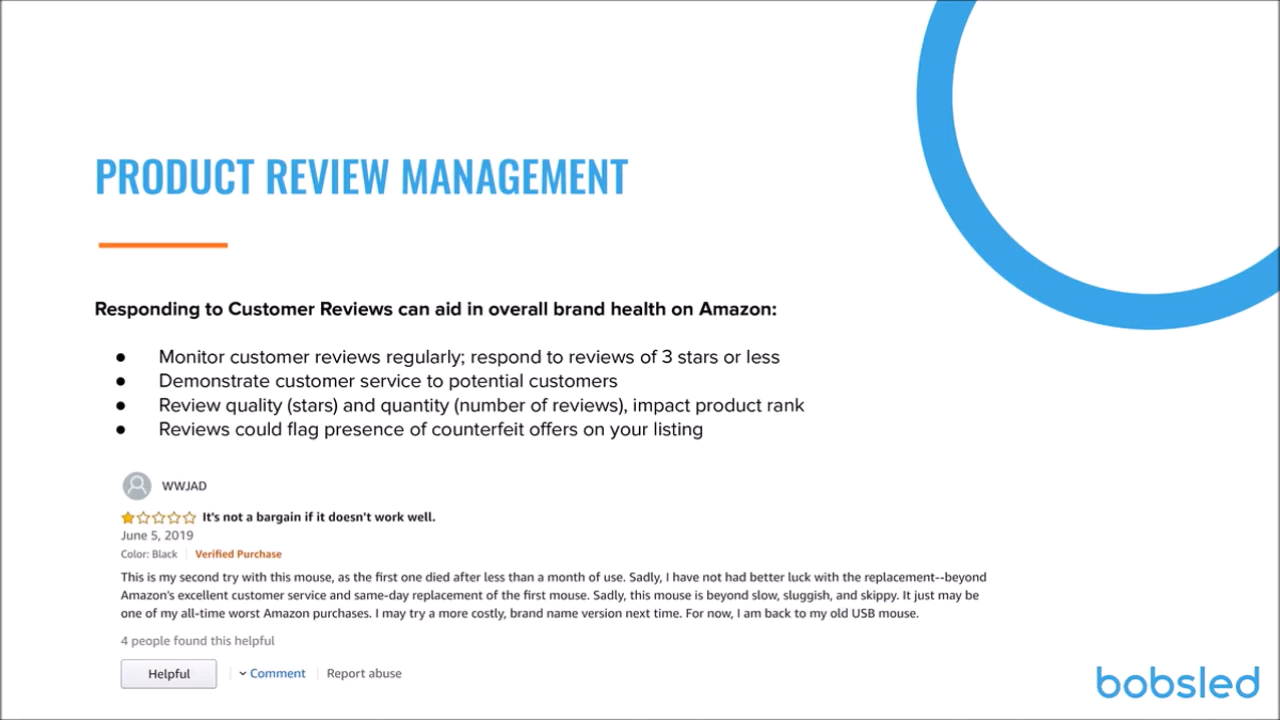 PRODUCT REVIEW MANAGEMENT
Responding to Customer Reviews can aid in overall brand health on Amazon:
● Monitor customer reviews regularly; respond to reviews of 3 stars or less
● Demonstrate customer service to potential customers
● Review quality (stars) and quantity (number of reviews), impact product rank
● Reviews could flag presence of counterfeit offers on your listing
WWJAD
It's not a bargain if it doesn't work well.
June 5, 2019
Color: Black | Verified Purchase
This is my second try with this mouse, as the first one died after less than a month of use. Sadly, I have not had better luck with the replacement--beyond
Amazon's excellent customer service and same-day replacement of the first mouse. Sadly, this mouse is beyond slow, sluggish, and skippy. It just may be
one of my all-time worst Amazon purchases. I may try a more costly, brand name version next time. For now, I am back to my old USB mouse.
4 people found this helpful
Helpful | Comment | Report abuse
bobsled